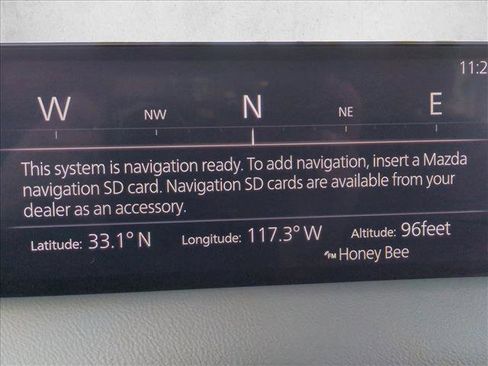 11:2
W NW N NE E
This system is navigation ready. To add navigation, insert a Mazda
navigation SD card. Navigation SD cards are available from your
dealer as an accessory.
Latitude: 33.1° N Longitude: 117.3° W Altitude: 96feet
FM Honey Bee